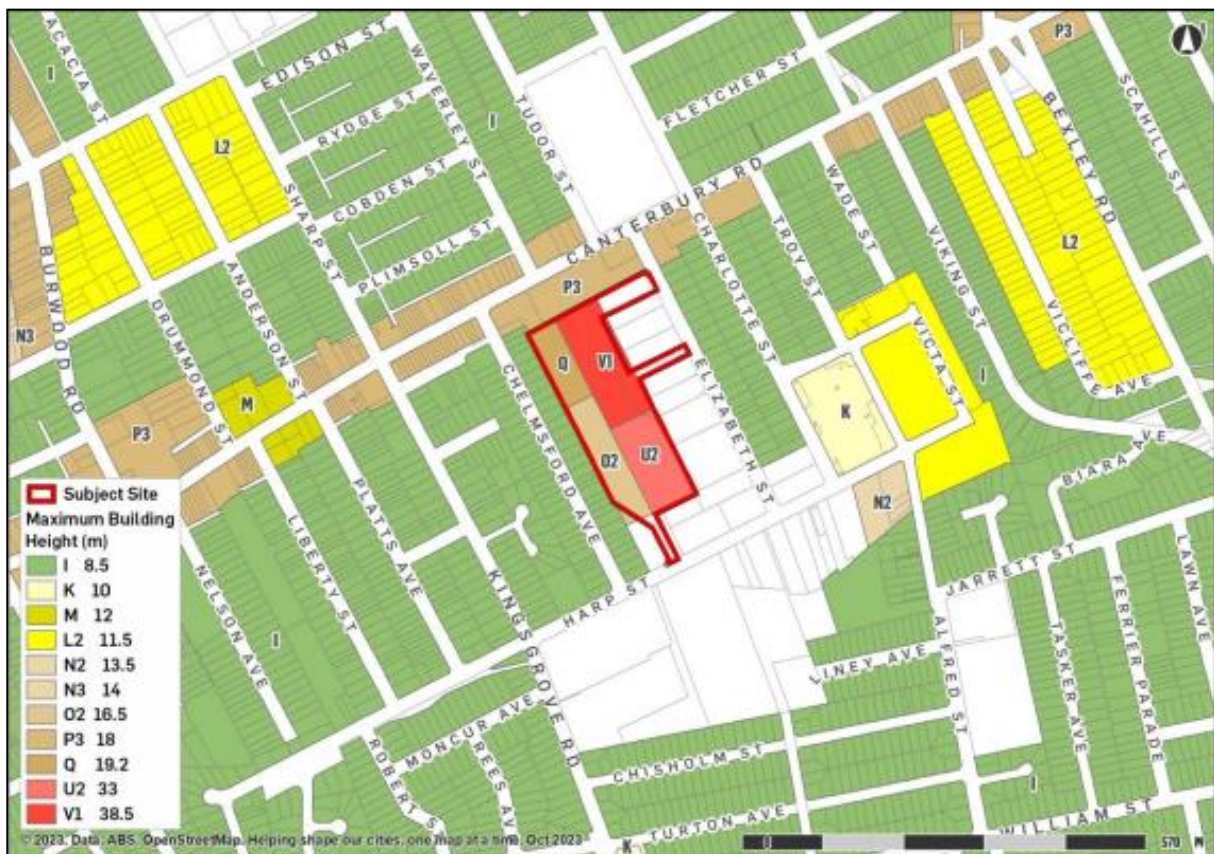 ACACIA ST
I
EDISON ST
WAVERLEY ST
P3
SCAHILL ST
L2
RYDGE ST
I
TUDOR ST
FLETCHER ST
BEXLEY RD
COBDEN ST
SHARP ST
CANTERBURY RD
WADE ST
PLIMSOLL ST
CHARLOTTE ST
TROY ST
VIKING ST
L2
BURWOOD RD
DRUMMOND ST
ANDERSON ST
P3
N3
Q
V1
ELIZABETH ST
VICTA ST
I
VICLIFFE AVE
M
CHELMSFORD AVE
K
P3
O2
U2
BIARA AVE
N2
PLATTS AVE
LIBERTY ST
NELSON AVE
I
KINGSGROVE RD
HARP ST
JARRETT ST
LAWN AVE
FERRIER PARADE
TASKER AVE
ALFRED ST
LINEY AVE
MONCUR AVE
ROBERT S
REES AV
CHISHOLM ST
I
TURTON AVE
WILLIAM ST
K
Subject Site
Maximum Building
Height (m)
I 8.5
K 10
M 12
L2 11.5
N2 13.5
N3 14
O2 16.5
P3 18
Q 19.2
U2 33
V1 38.5
© 2023. Data: ABS. OpenStreetMap. Helping shape our cities, one map at a time, Oct 2023
570 M